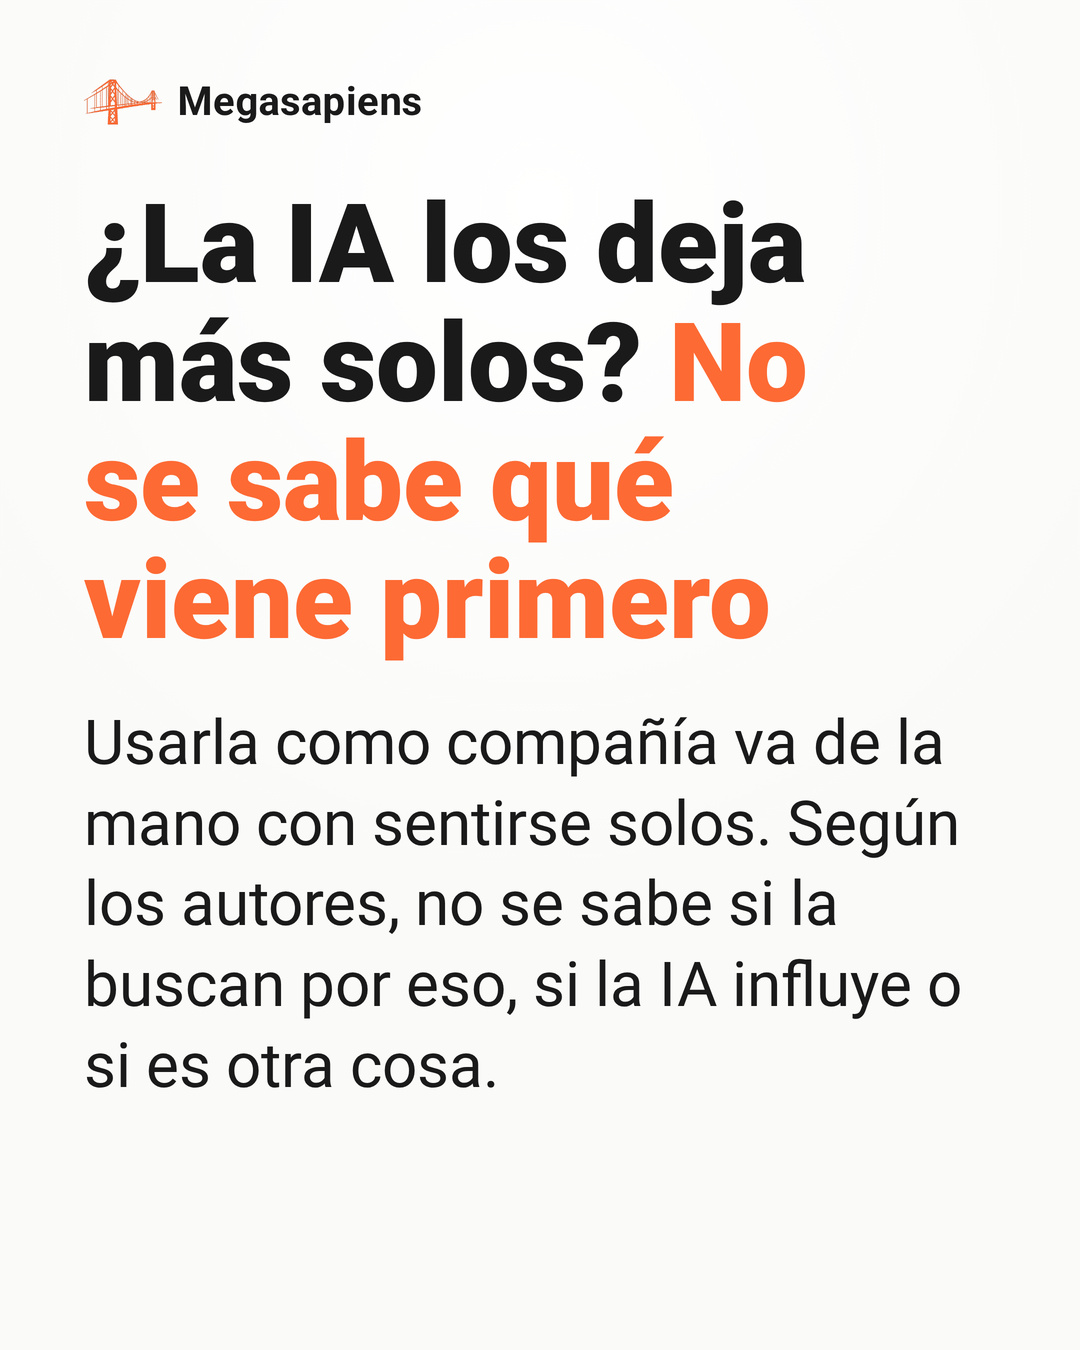 Megasapiens
¿La IA los deja
más solos? No
se sabe qué
viene primero
Usarla como compañía va de la
mano con sentirse solos. Según
los autores, no se sabe si la
buscan por eso, si la IA influye o
si es otra cosa.